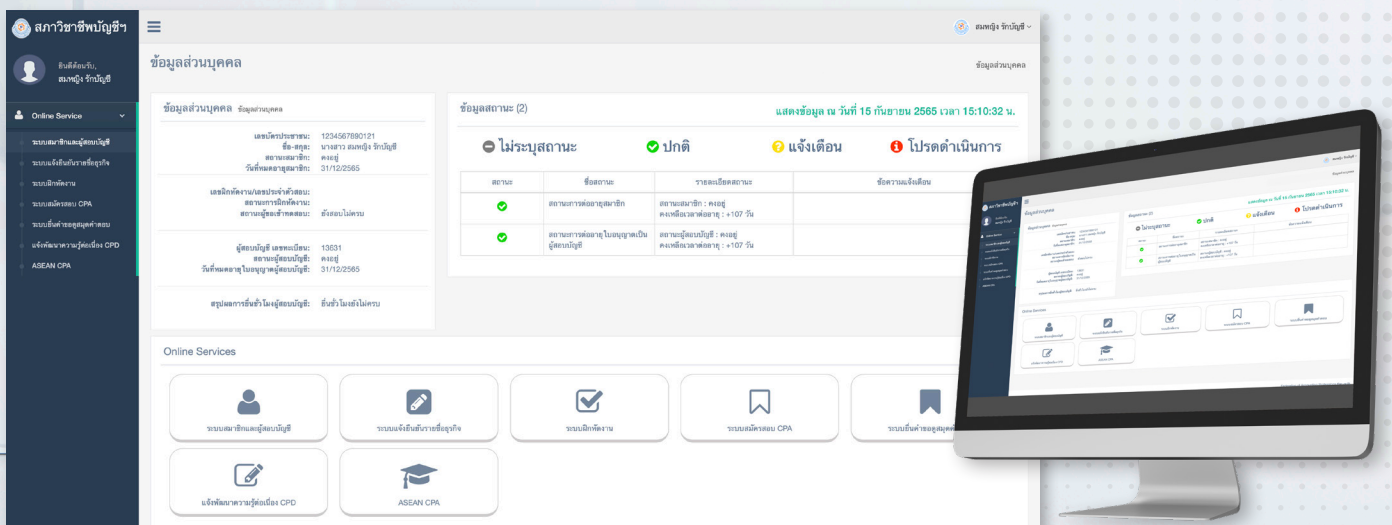 สภาวิชาชีพบัญชีฯ
สมหญิง รักบัญชี
ยินดีต้อนรับ,
สมหญิง รักบัญชี
Online Service
ระบบสมาชิกและผู้สอบบัญชี
ระบบแจ้งยืนยันรายชื่อธุรกิจ
ระบบฝึกหัดงาน
ระบบสมัครสอบ CPA
ระบบยื่นคำขอดูสมุดคำตอบ
แจ้งพัฒนาความรู้ต่อเนื่อง CPD
ASEAN CPA
ข้อมูลส่วนบุคคล
ข้อมูลส่วนบุคคล
ข้อมูลส่วนบุคคล ข้อมูลส่วนบุคคล
เลขบัตรประชาชน: 1234567890121
ชื่อ-สกุล: นางสาว สมหญิง รักบัญชี
สถานะสมาชิก: คงอยู่
วันที่หมดอายุสมาชิก: 31/12/2565
เลขฝึกหัดงาน/เลขประจำตัวสอบ:
สถานะการฝึกหัดงาน:
สถานะผู้ขอเข้าทดสอบ: ยังสอบไม่ครบ
ผู้สอบบัญชี เลขทะเบียน: 13831
สถานะผู้สอบบัญชี: คงอยู่
วันที่หมดอายุใบอนุญาตผู้สอบบัญชี: 31/12/2565
สรุปผลการยื่นชั่วโมงผู้สอบบัญชี: ยื่นชั่วโมงยังไม่ครบ
ข้อมูลสถานะ (2)
แสดงข้อมูล ณ วันที่ 15 กันยายน 2565 เวลา 15:10:32 น.
ไม่ระบุสถานะ ปกติ แจ้งเตือน โปรดดำเนินการ
สถานะ ชื่อสถานะ รายละเอียดสถานะ ข้อความแจ้งเตือน
สถานะการต่ออายุสมาชิก สถานะสมาชิก : คงอยู่
คงเหลือเวลาต่ออายุ : +107 วัน
สถานะการต่ออายุใบอนุญาตเป็น สถานะผู้สอบบัญชี : คงอยู่
ผู้สอบบัญชี คงเหลือเวลาต่ออายุ : +107 วัน
Online Services
ระบบสมาชิกและผู้สอบบัญชี
ระบบแจ้งยืนยันรายชื่อธุรกิจ
ระบบฝึกหัดงาน
ระบบสมัครสอบ CPA
ระบบยื่นคำขอดูสมุด
แจ้งพัฒนาความรู้ต่อเนื่อง CPD
ASEAN CPA